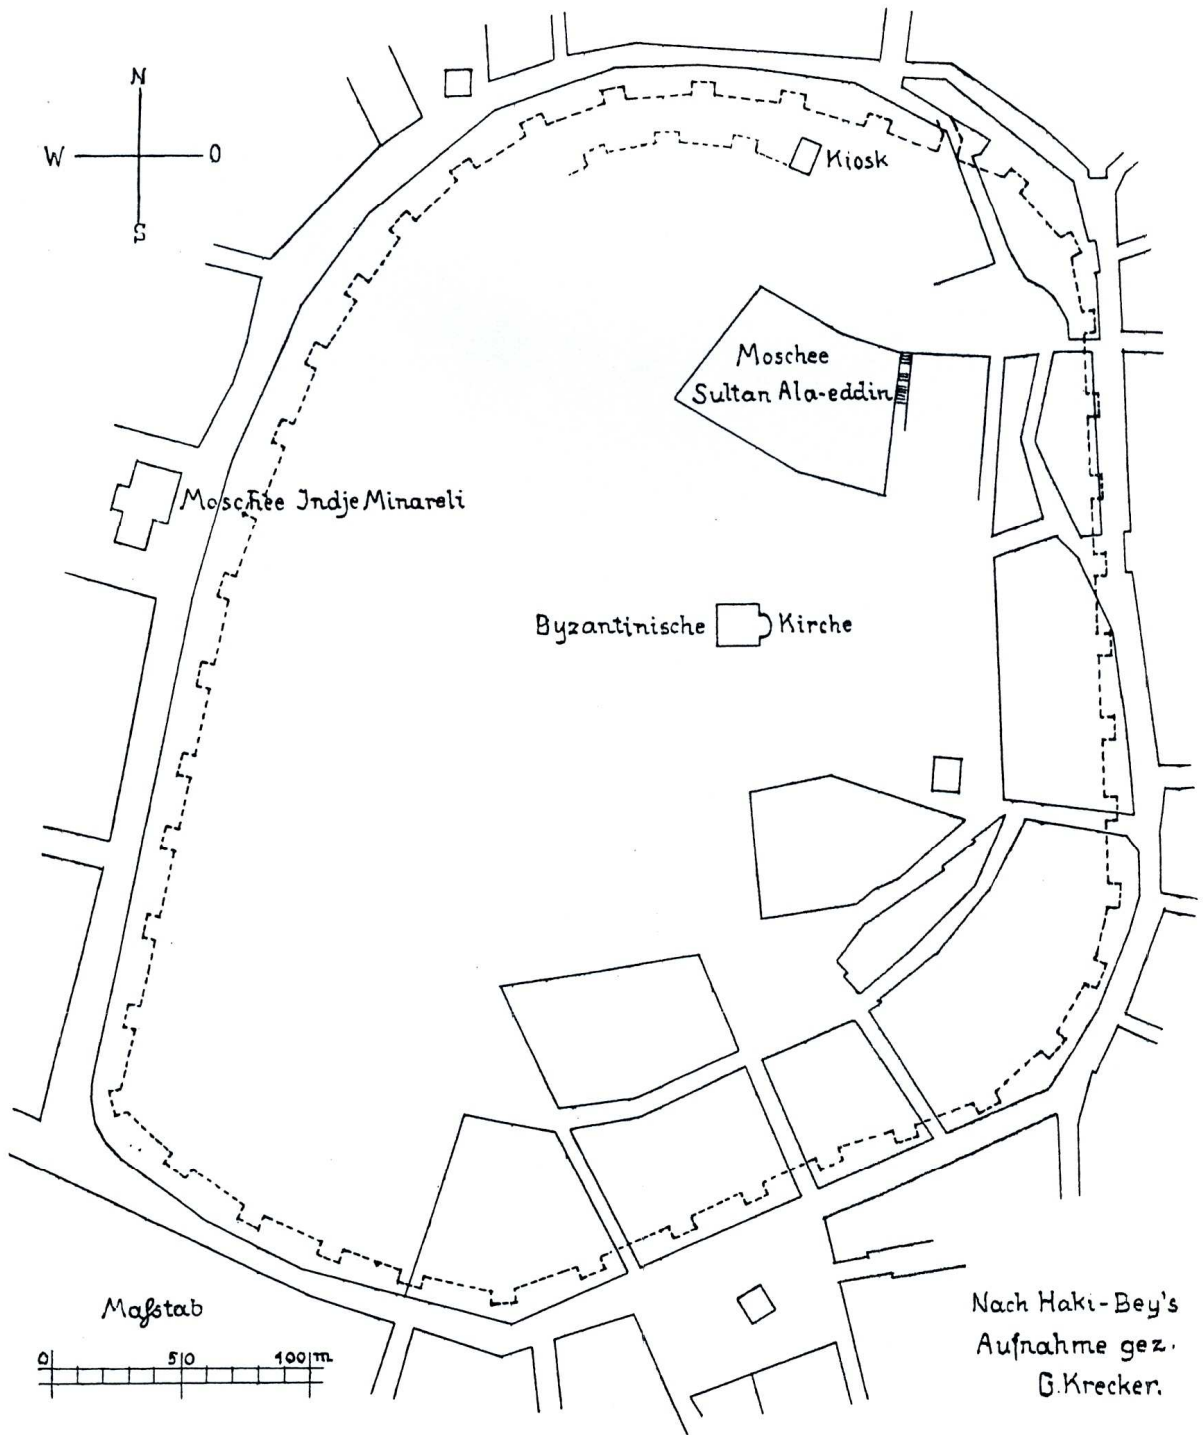 N
W O
S
Kiosk
Moschee
Sultan Ala-eddin
Moschee Indje Minareli
Byzantinische Kirche
Maßstab
0 50 100 m
Nach Haki-Bey's
Aufnahme gez.
G. Krecker.